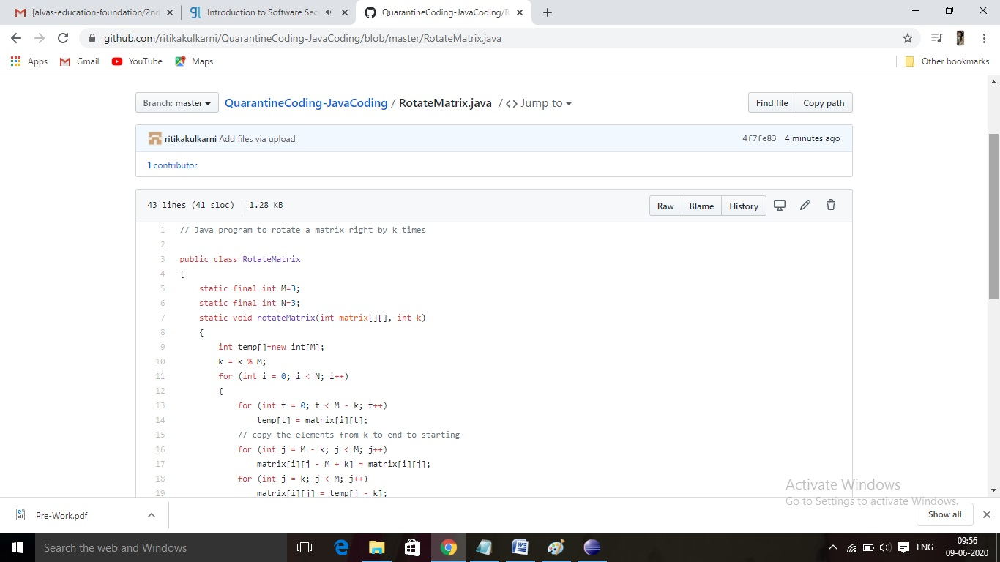 [alvas-education-foundation/2nd
Introduction to Software Sec
QuarantineCoding-JavaCoding/R
github.com/ritikakulkarni/QuarantineCoding-JavaCoding/blob/master/RotateMatrix.java
Apps Gmail YouTube Maps Other bookmarks
Branch: master QuarantineCoding-JavaCoding / RotateMatrix.java / <> Jump to Find file Copy path
ritikakulkarni Add files via upload 4f7fe83 4 minutes ago
1 contributor
43 lines (41 sloc) 1.28 KB Raw Blame History
1 // Java program to rotate a matrix right by k times
2
3 public class RotateMatrix
4 {
5 static final int M=3;
6 static final int N=3;
7 static void rotateMatrix(int matrix[][], int k)
8 {
9 int temp[]=new int[M];
10 k = k % M;
11 for (int i = 0; i < N; i++)
12 {
13 for (int t = 0; t < M - k; t++)
14 temp[t] = matrix[i][t];
15 // copy the elements from k to end to starting
16 for (int j = M - k; j < M; j++)
17 matrix[i][j - M + k] = matrix[i][j];
18 for (int j = k; j < M; j++)
19 matrix[i][j] = temp[j - k];
Activate Windows
Go to Settings to activate Windows.
Pre-Work.pdf Show all
Search the web and Windows ENG 09:56
09-06-2020